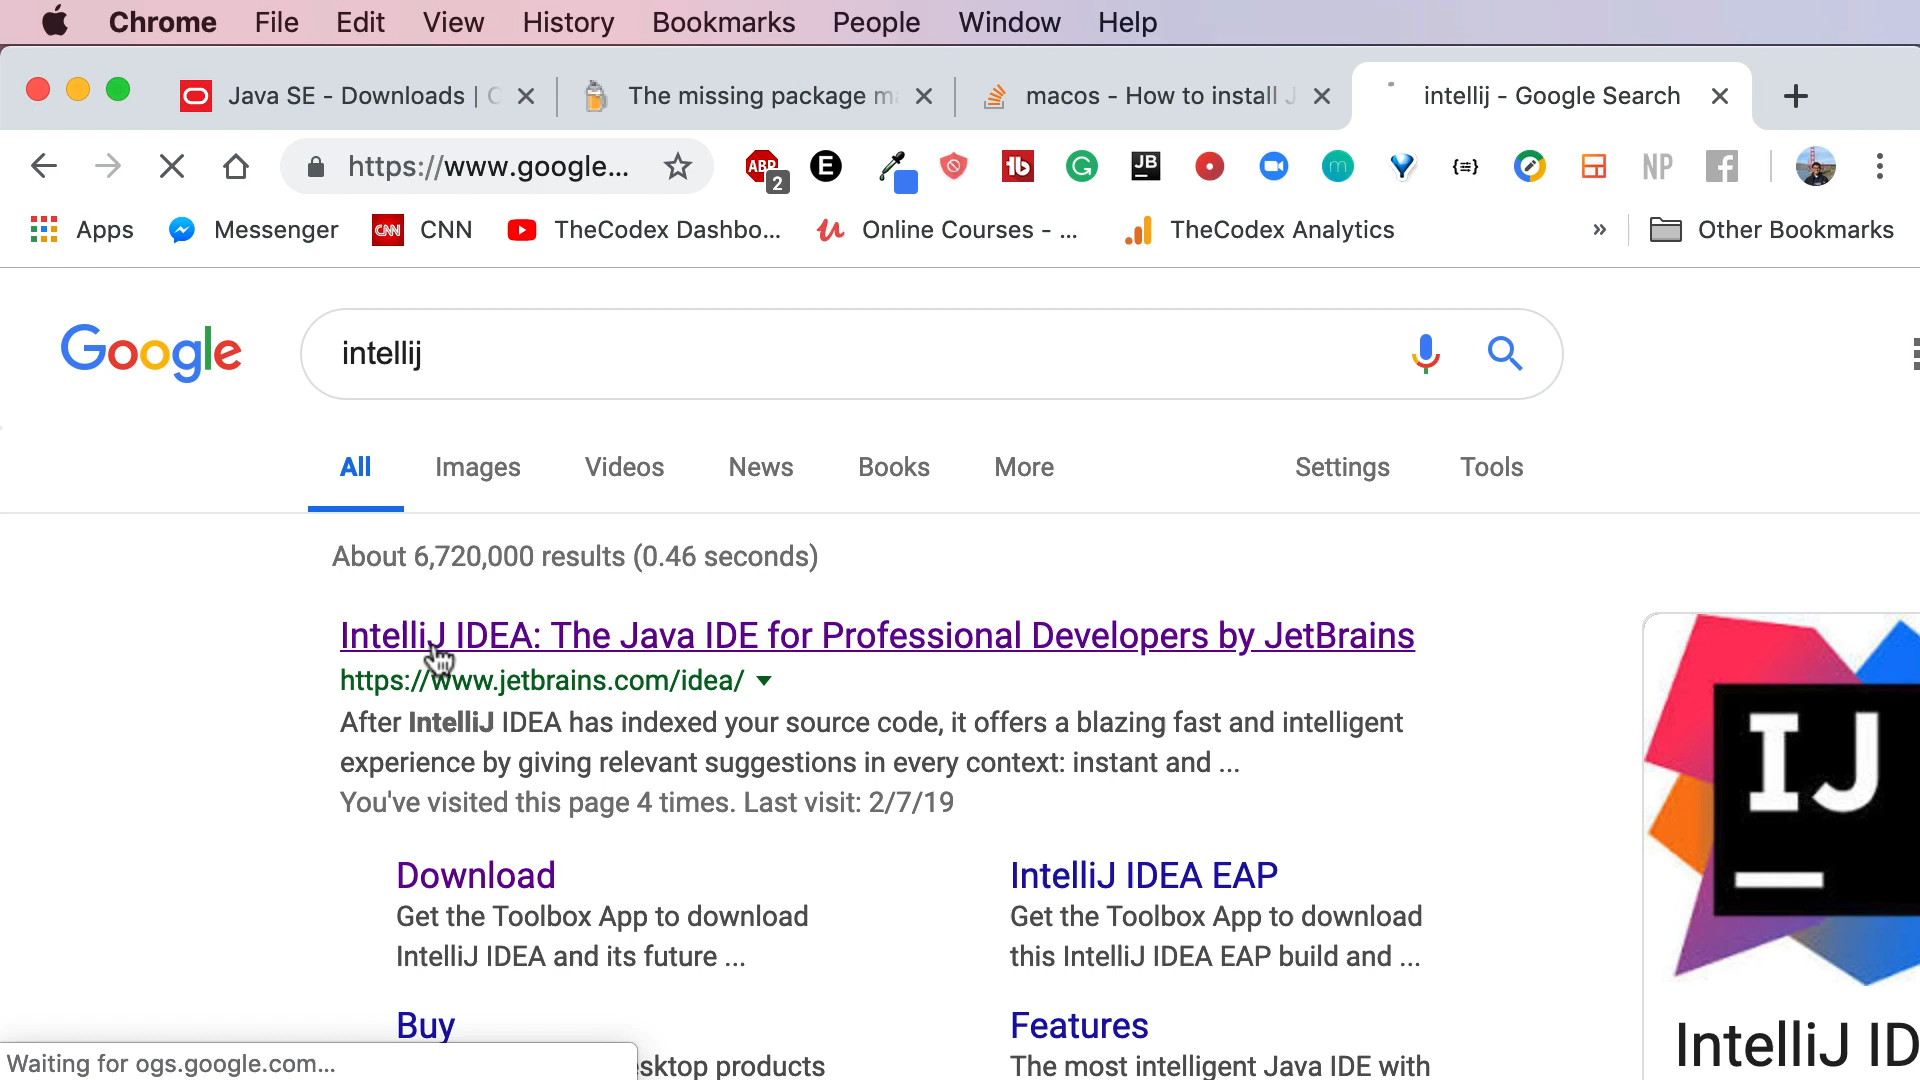 Chrome File Edit View History Bookmarks People Window Help
Java SE - Downloads | The missing package macos - How to install intellij - Google Search
https://www.google... ABP 2 E tb G JB m {≡} NP
Apps Messenger CNN CNN TheCodex Dashbo... Online Courses - ... TheCodex Analytics » Other Bookmarks
Google intellij
All Images Videos News Books More Settings Tools
About 6,720,000 results (0.46 seconds)
IntelliJ IDEA: The Java IDE for Professional Developers by JetBrains
https://www.jetbrains.com/idea/
After IntelliJ IDEA has indexed your source code, it offers a blazing fast and intelligent
experience by giving relevant suggestions in every context: instant and ...
You've visited this page 4 times. Last visit: 2/7/19
Download
Get the Toolbox App to download
IntelliJ IDEA and its future ...
IntelliJ IDEA EAP
Get the Toolbox App to download
this IntelliJ IDEA EAP build and ...
Buy
sktop products
Features
The most intelligent Java IDE with
IJ
IntelliJ ID
Waiting for ogs.google.com...